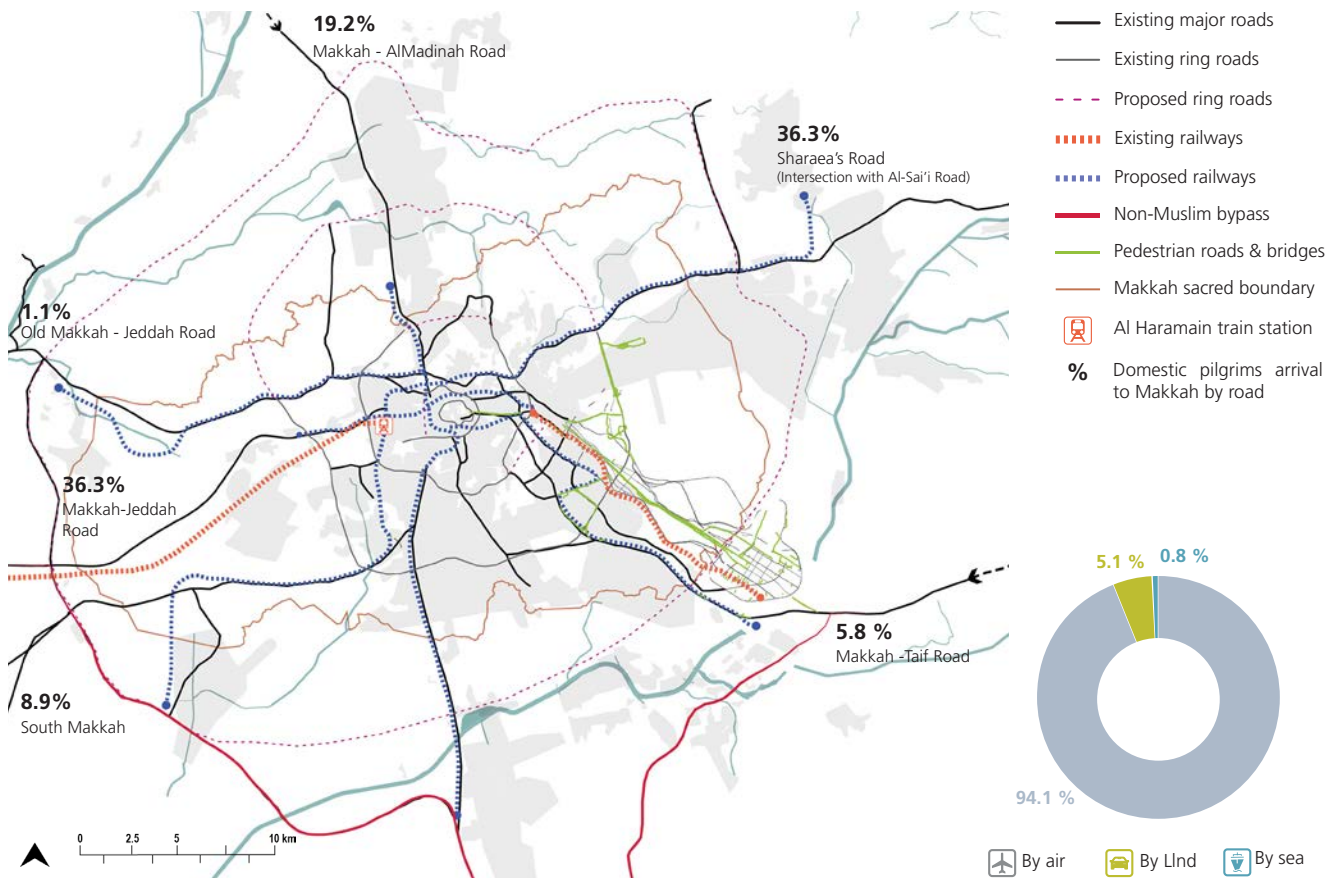 19.2%
Makkah - AlMadinah Road
36.3%
Sharaea's Road
(Intersection with Al-Sai'i Road)
1.1%
Old Makkah - Jeddah Road
36.3%
Makkah-Jeddah
Road
8.9%
South Makkah
5.8 %
Makkah -Taif Road
0
2.5
5
10 km
Existing major roads
Existing ring roads
Proposed ring roads
Existing railways
Proposed railways
Non-Muslim bypass
Pedestrian roads & bridges
Makkah sacred boundary
Al Haramain train station
% Domestic pilgrims arrival
to Makkah by road
5.1 %
0.8 %
94.1 %
By air
By Llnd
By sea